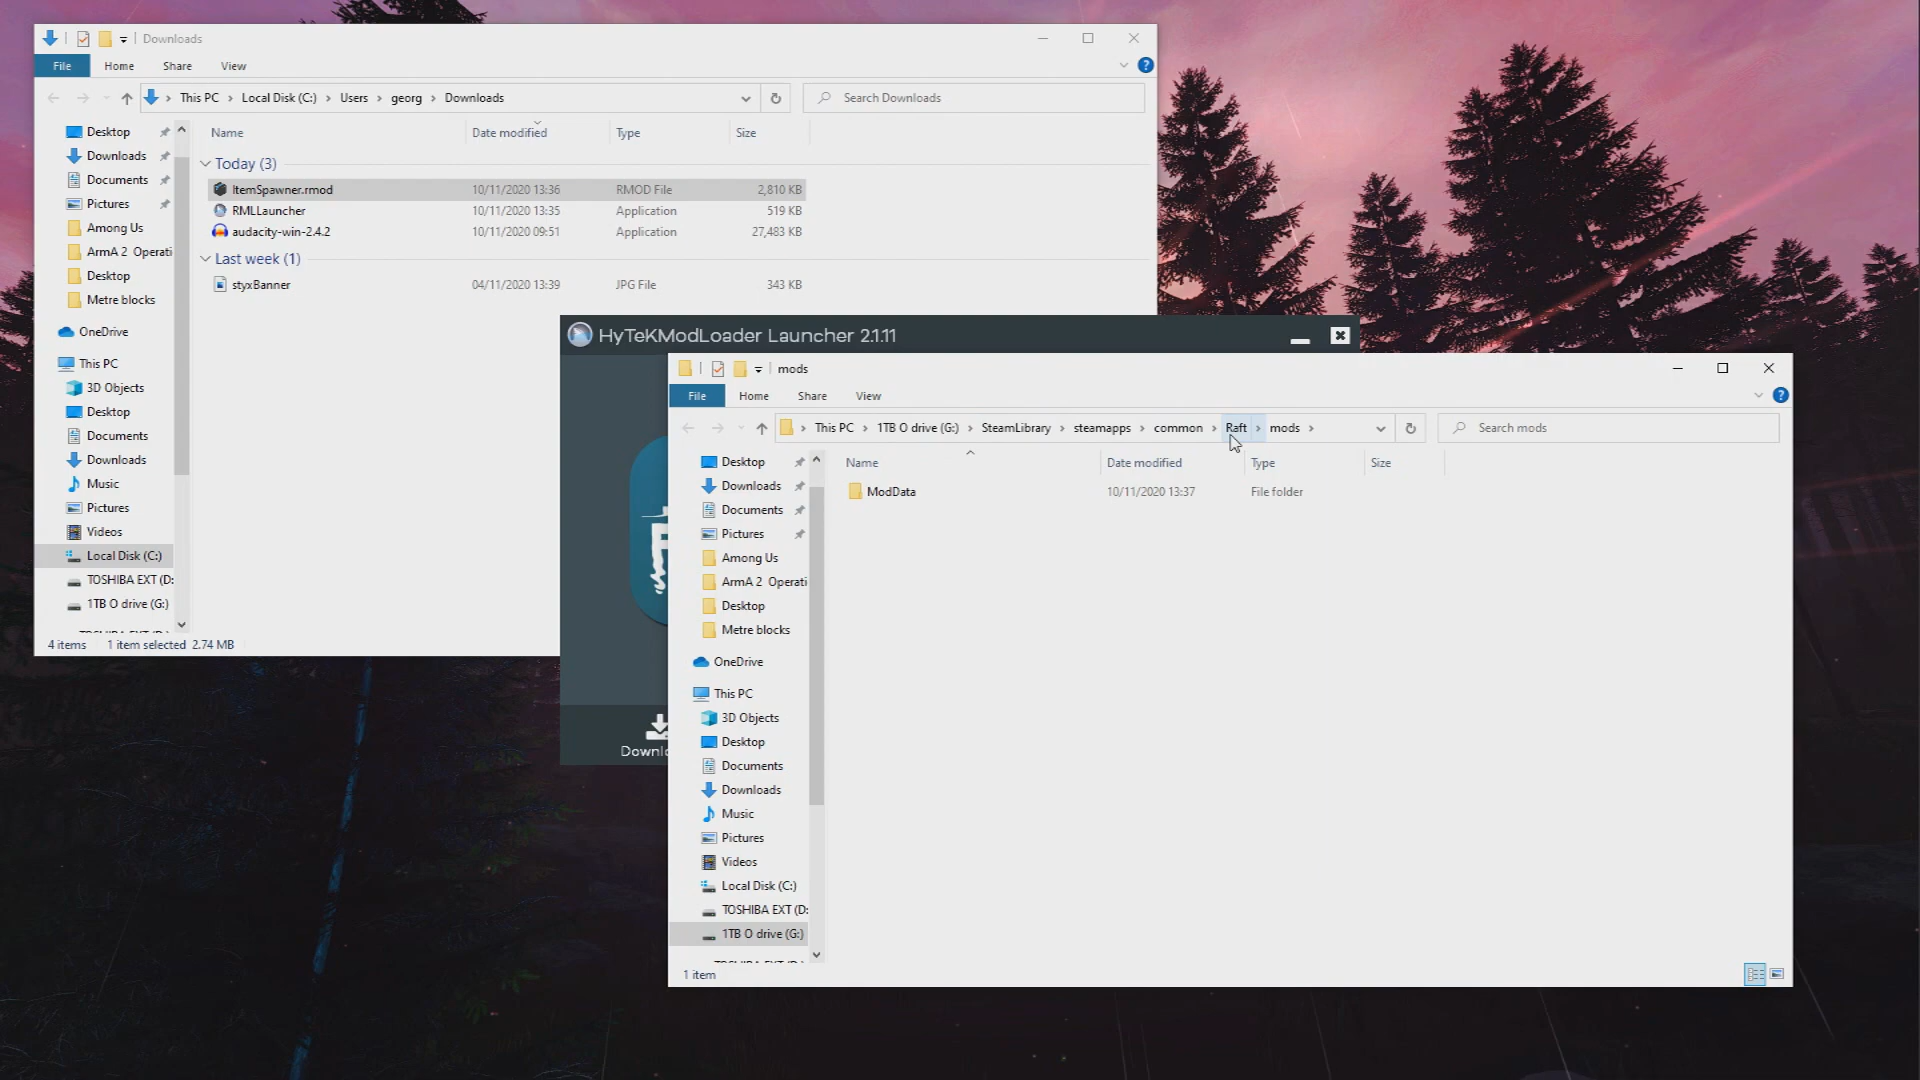 Downloads
File Home Share View
This PC Local Disk (C:) Users georg Downloads
Search Downloads
Desktop
Downloads
Documents
Pictures
Among Us
ArmA 2 Operati
Desktop
Metre blocks
OneDrive
This PC
3D Objects
Desktop
Documents
Downloads
Music
Pictures
Videos
Local Disk (C:)
TOSHIBA EXT (D:
1TB O drive (G:)
Name Date modified Type Size
Today (3)
ItemSpawner.rmod 10/11/2020 13:36 RMOD File 2,810 KB
RMLLauncher 10/11/2020 13:35 Application 519 KB
audacity-win-2.4.2 10/11/2020 09:51 Application 27,483 KB
Last week (1)
styxBanner 04/11/2020 13:39 JPG File 343 KB
4 items 1 item selected 2.74 MB
HyTeKModLoader Launcher 2.1.11
Downlo
mods
File Home Share View
This PC 1TB O drive (G:) SteamLibrary steamapps common Raft mods
Search mods
Desktop
Downloads
Documents
Pictures
Among Us
ArmA 2 Operati
Desktop
Metre blocks
OneDrive
This PC
3D Objects
Desktop
Documents
Downloads
Music
Pictures
Videos
Local Disk (C:)
TOSHIBA EXT (D:
1TB O drive (G:)
Name Date modified Type Size
ModData 10/11/2020 13:37 File folder
1 item